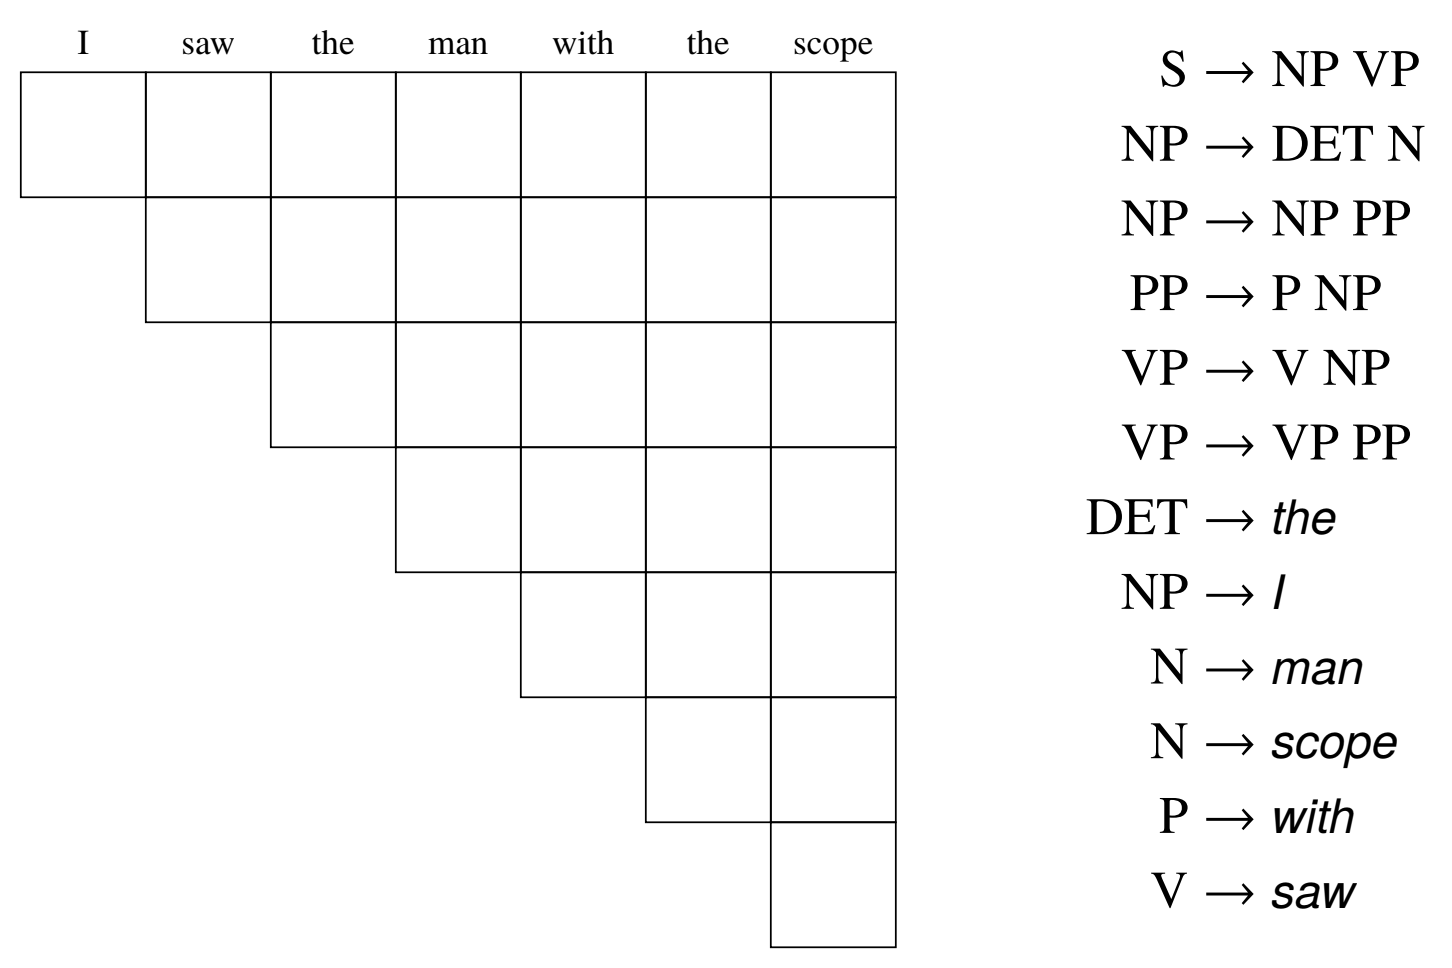 I saw the man with the scope
S → NP VP
NP → DET N
NP → NP PP
PP → P NP
VP → V NP
VP → VP PP
DET → the
NP → I
N → man
N → scope
P → with
V → saw